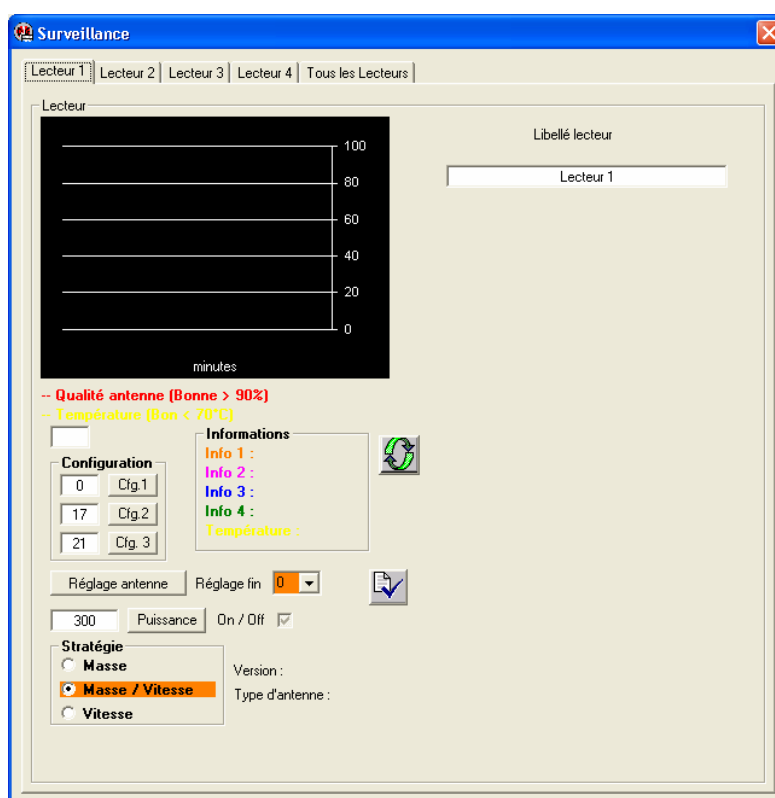 Surveillance
Lecteur 1 Lecteur 2 Lecteur 3 Lecteur 4 Tous les Lecteurs
Lecteur
Libellé lecteur
Lecteur 1
100
80
60
40
20
0
minutes
-- Qualité antenne (Bonne > 90%)
-- Température (Bon < 70°C)
Configuration
0 Cfg.1
17 Cfg.2
21 Cfg. 3
Informations
Info 1 :
Info 2 :
Info 3 :
Info 4 :
Température :
Réglage antenne Réglage fin 0
300 Puissance On / Off
Stratégie
Masse
Masse / Vitesse
Vitesse
Version :
Type d'antenne :